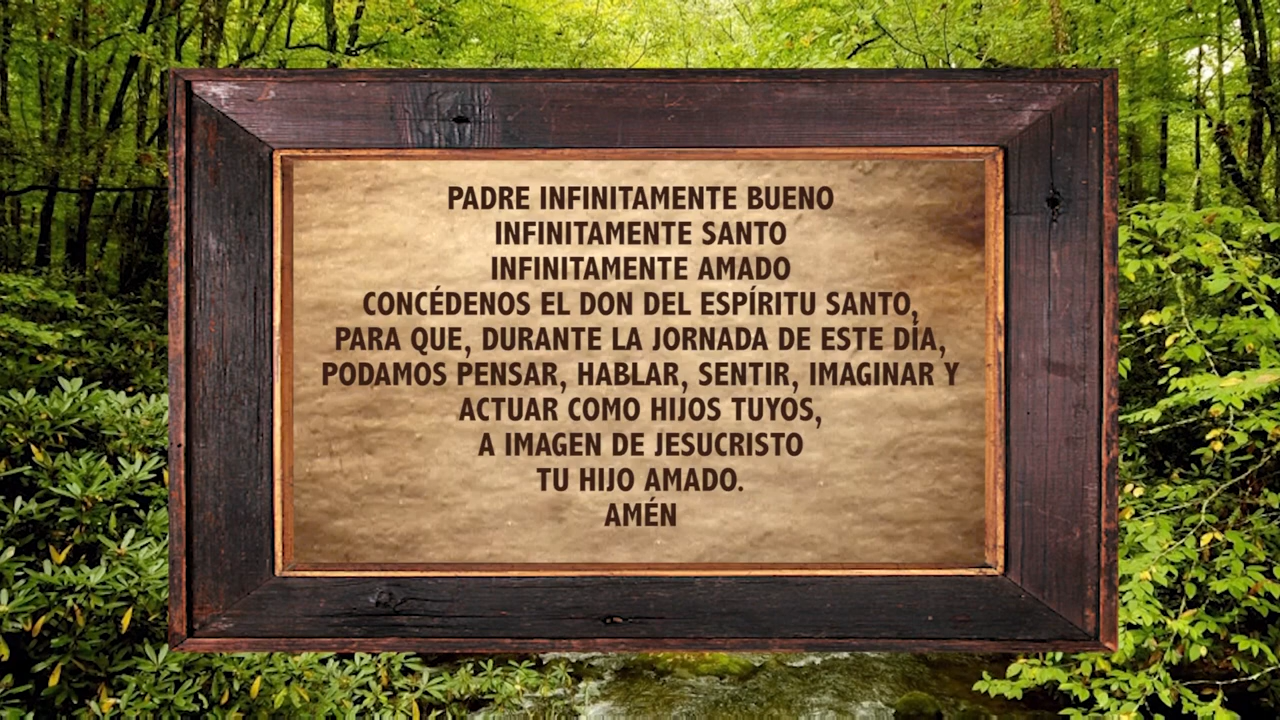 PADRE INFINITAMENTE BUENO
INFINITAMENTE SANTO
INFINITAMENTE AMADO
CONCÉDENOS EL DON DEL ESPÍRITU SANTO,
PARA QUE, DURANTE LA JORNADA DE ESTE DÍA,
PODAMOS PENSAR, HABLAR, SENTIR, IMAGINAR Y
ACTUAR COMO HIJOS TUYOS,
A IMAGEN DE JESUCRISTO
TU HIJO AMADO.
AMÉN